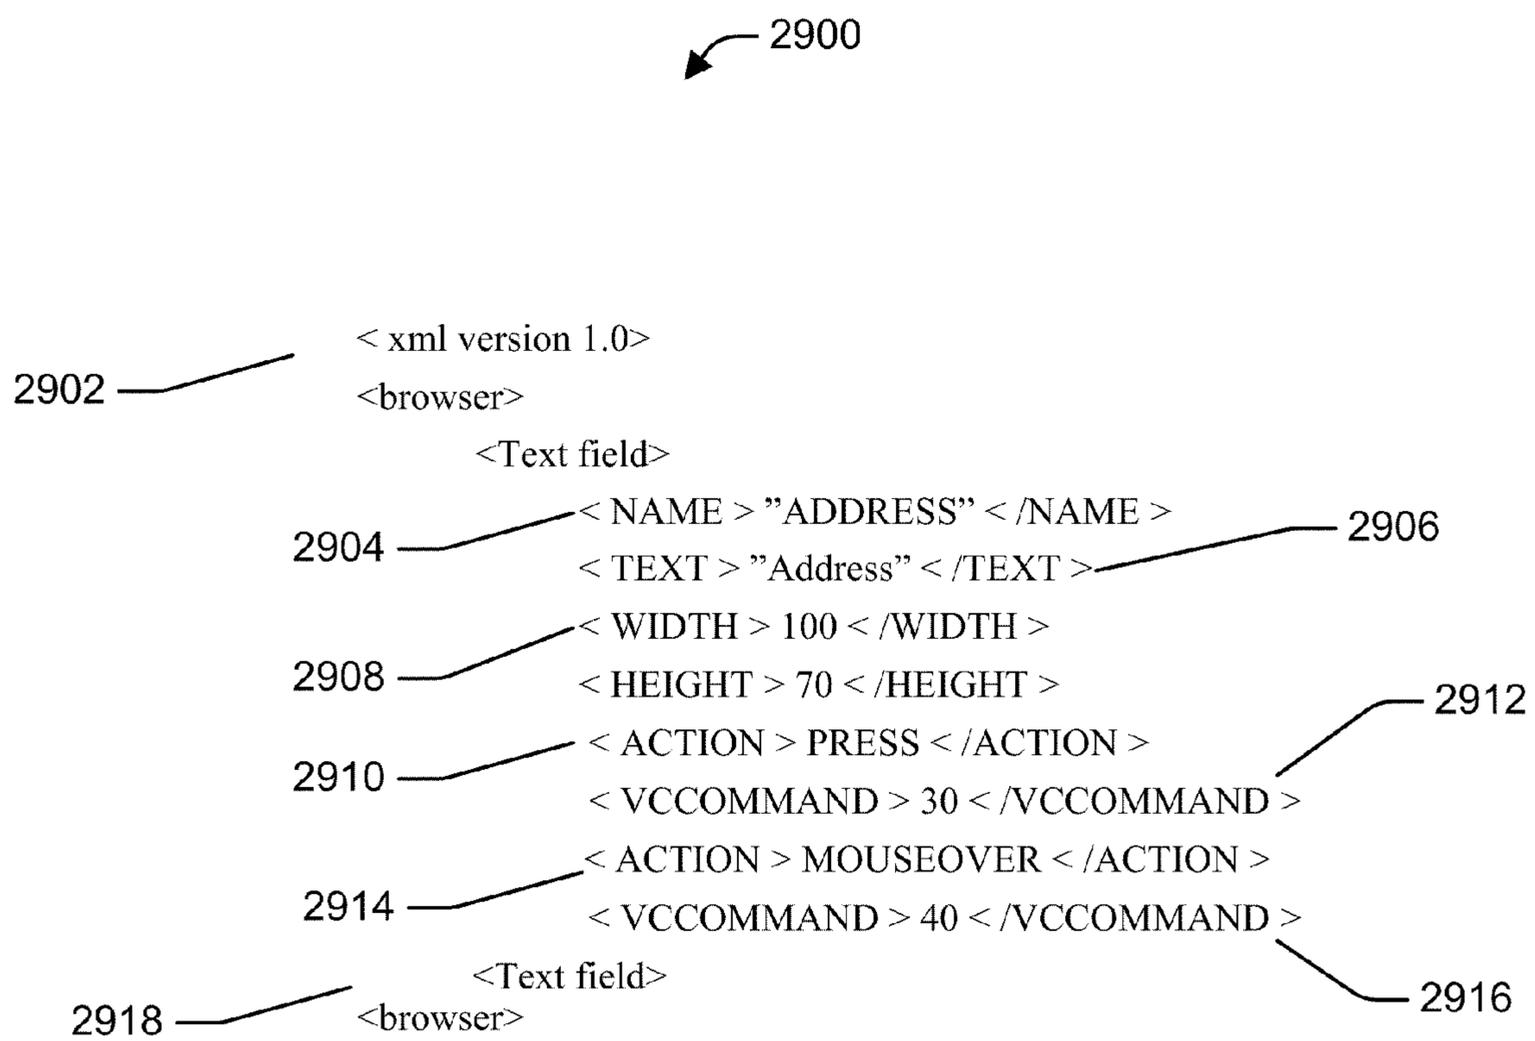 2900
< xml version 1.0>
2902
<browser>
<Text field>
< NAME > ”ADDRESS” < /NAME >
2904
2906
< TEXT > ”Address” < /TEXT >
< WIDTH > 100 < /WIDTH >
2908
< HEIGHT > 70 < /HEIGHT >
2912
< ACTION > PRESS < /ACTION >
2910
< VCCOMMAND > 30 < /VCCOMMAND >
< ACTION > MOUSEOVER < /ACTION >
2914
< VCCOMMAND > 40 < /VCCOMMAND >
<Text field>
2916
2918
<browser>